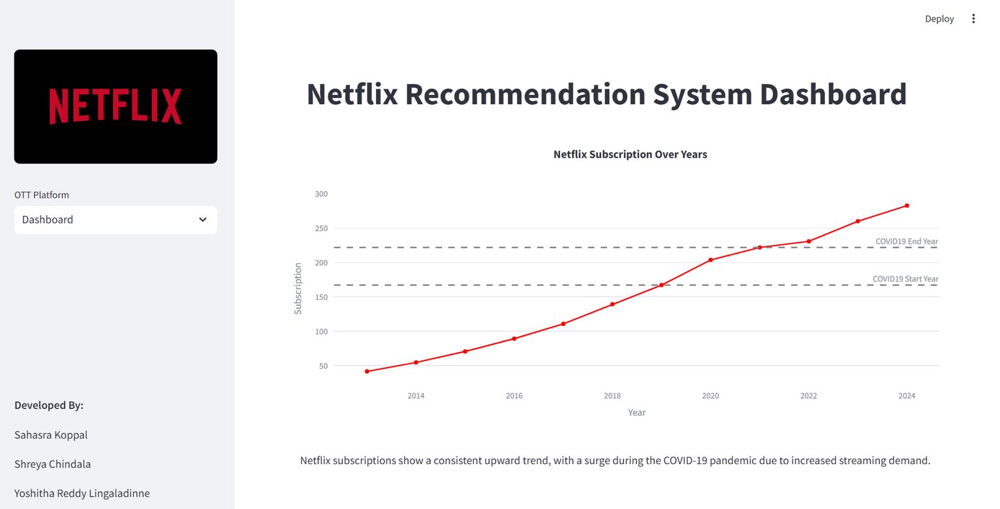 Deploy
NETFLIX
OTT Platform
Dashboard
Developed By:
Sahasra Koppal
Shreya Chindala
Yoshitha Reddy Lingaladinne
Netflix Recommendation System Dashboard
Netflix Subscription Over Years
300
250
200
150
100
50
Subscription
COVID19 End Year
COVID19 Start Year
2014 2016 2018 2020 2022 2024
Year
Netflix subscriptions show a consistent upward trend, with a surge during the COVID-19 pandemic due to increased streaming demand.